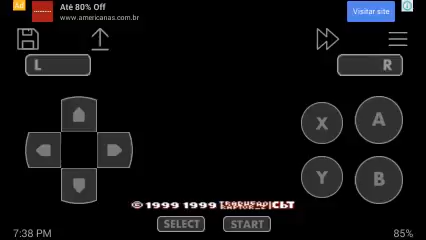 Ad
Até 80% Off
www.americanas.com.br
Visitar site
L
R
X
A
Y
B
© 1999 1999
SELECT
START
7:38 PM
85%